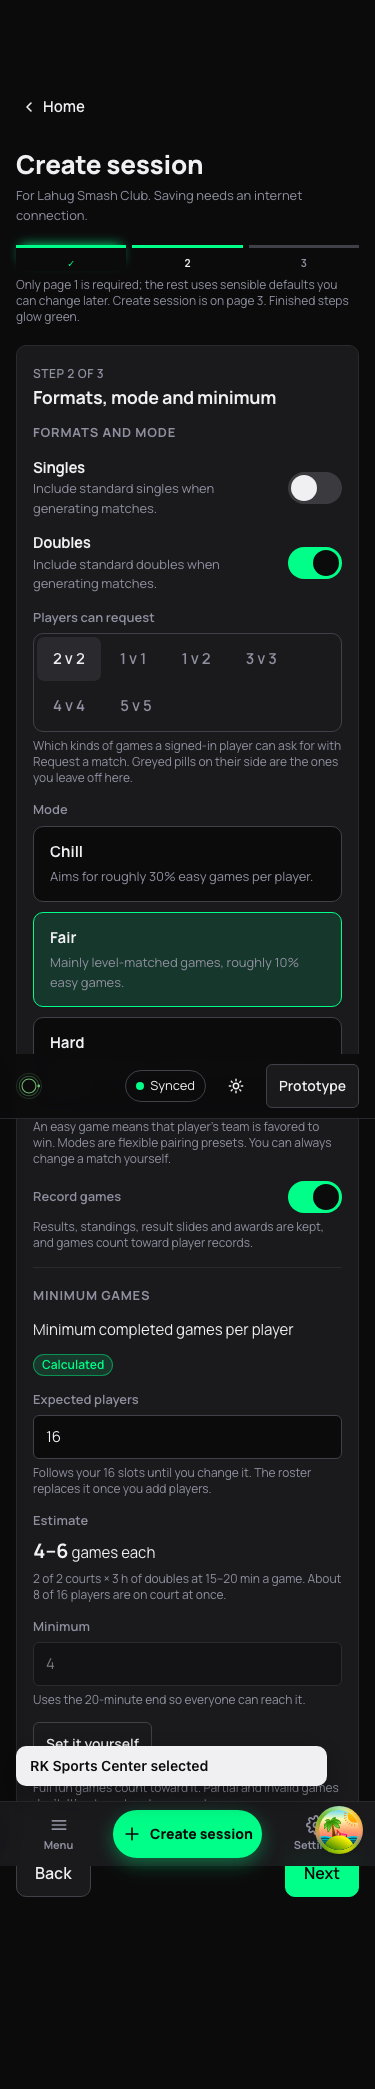 Home
Create session
For Lahug Smash Club. Saving needs an internet
connection.
✓ 2 3
Only page 1 is required; the rest uses sensible defaults you
can change later. Create session is on page 3. Finished steps
glow green.
STEP 2 OF 3
Formats, mode and minimum
FORMATS AND MODE
Singles
Include standard singles when
generating matches.
Doubles
Include standard doubles when
generating matches.
Players can request
2 v 2 1 v 1 1 v 2 3 v 3
4 v 4 5 v 5
Which kinds of games a signed-in player can ask for with
Request a match. Greyed pills on their side are the ones
you leave off here.
Mode
Chill
Aims for roughly 30% easy games per player.
Fair
Mainly level-matched games, roughly 10%
easy games.
Hard
Synced Prototype
An easy game means that player's team is favored to
win. Modes are flexible pairing presets. You can always
change a match yourself.
Record games
Results, standings, result slides and awards are kept,
and games count toward player records.
MINIMUM GAMES
Minimum completed games per player
Calculated
Expected players
16
Follows your 16 slots until you change it. The roster
replaces it once you add players.
Estimate
4–6 games each
2 of 2 courts × 3 h of doubles at 15–20 min a game. About
8 of 16 players are on court at once.
Minimum
4
Uses the 20-minute end so everyone can reach it.
Set it yourself
RK Sports Center selected
Full fun games count toward it. Partial and invalid games
Menu
Create session
Back Next